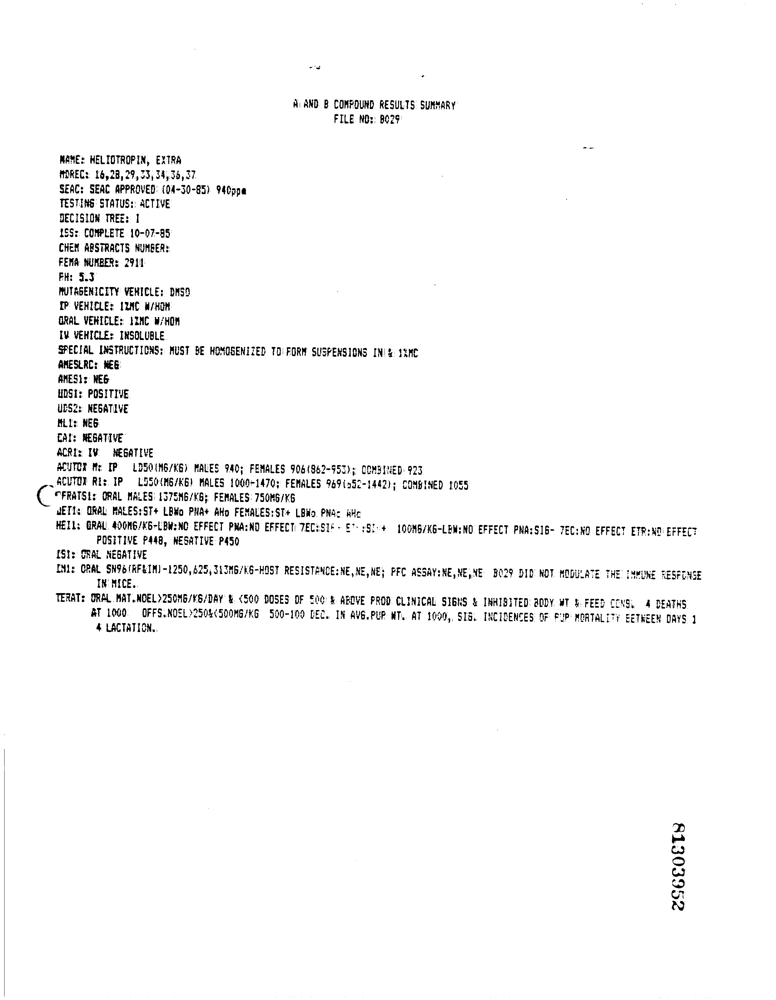 A AND B COMPOUND RESULTS SUMMARY
FILE NO: B029
NAME: HELIOTROPIN, EXTRA
MOREC: 16,28,29,33,34,36,37
SEAC: SEAC APPROVED (04-30-85) 940ppm
TESTING STATUS: ACTIVE
DECISION TREE: I
ISS: COMPLETE 10-07-85
CHEM ABSTRACTS NUMBER:
FEMA NUMBER: 2911
PH: 5.3
MUTAGENICITY VEHICLE: DMSO
IP VEHICLE: 1%MC W/HOM
ORAL VEHICLE: 1%MC W/HOM
IV VEHICLE: INSOLUBLE
SPECIAL INSTRUCTIONS: MUST BE HOMOGENIZED TO FORM SUSPENSIONS IN & 1%MC
AMESLRC: NEG
AMES1: NEG
UDS1: POSITIVE
UDS2: NEGATIVE
ML1: NEG
CA1: NEGATIVE
ACR1: IV NEGATIVE
ACUTOX M: IP LD50(MG/KG) MALES 940; FEMALES 906(862-953); COMBINED 923
ACUTOX R1: IP LD50(MG/KG) MALES 1000-1470; FEMALES 969(652-1442); COMBINED 1055
FRATS1: ORAL MALES 1375MG/KG; FEMALES 750MG/KG
JET1: ORAL MALES:ST+ LBWo PNA+ AHo FEMALES:ST+ LBWo PNAc AHc
HEI1: ORAL 400MG/KG-LBW:NO EFFECT PNA:NO EFFECT 7EC:SI + 100MG/KG-LBW:NO EFFECT PNA:SIG- 7EC:NO EFFECT ETR:NO EFFECT
POSITIVE P448, NEGATIVE P450
IS1: ORAL NEGATIVE
IM1: ORAL SN96(RF&IM)-1250,625,313MG/KG-HOST RESISTANCE:NE,NE,NE; PFC ASSAY:NE,NE,NE B029 DID NOT MODULATE THE IMMUNE RESPONSE
IN MICE.
TERAT: ORAL MAT.NOEL>250MG/KG/DAY & <500 DOSES OF 500 & ABOVE PROD CLINICAL SIGNS & INHIBITED BODY WT & FEED CONS. 4 DEATHS
AT 1000 OFFS.NOEL>250&<500MG/KG 500-100 DEC. IN AVG.PUP WT. AT 1000, SIG. INCIDENCES OF PUP MORTALITY BETWEEN DAYS 1
4 LACTATION.
81303952